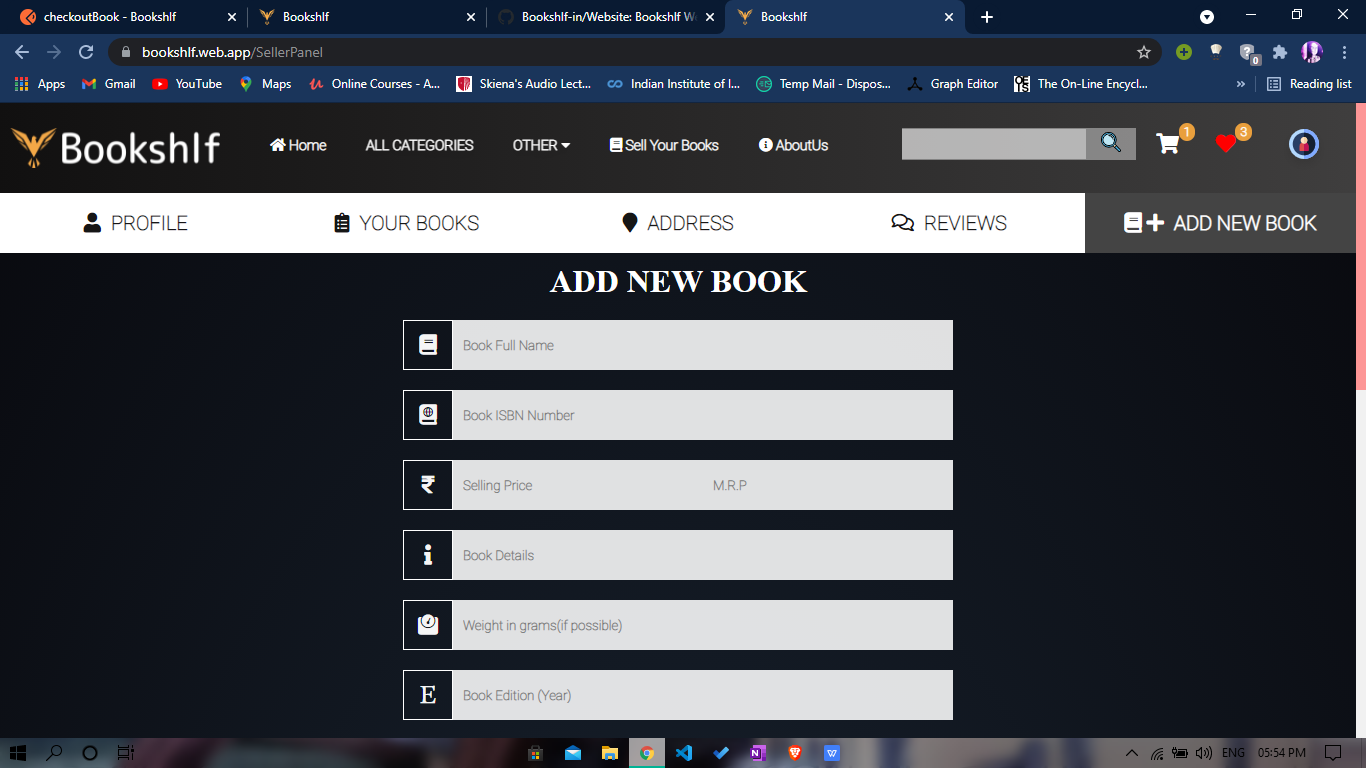 checkoutBook - Bookshlf
Bookshlf
Bookshlf-in/Website: Bookshlf W
Bookshlf
bookshlf.web.app/SellerPanel
0
Apps
Gmail
YouTube
Maps
Online Courses - A...
Skiena's Audio Lect...
Indian Institute of I...
Temp Mail - Dispos...
Graph Editor
OEIS
The On-Line Encycl...
»
Reading list
Bookshlf
Home
ALL CATEGORIES
OTHER
Sell Your Books
AboutUs
1
3
PROFILE
YOUR BOOKS
ADDRESS
REVIEWS
ADD NEW BOOK
ADD NEW BOOK
Book Full Name
Book ISBN Number
₹ Selling Price M.R.P
Book Details
Weight in grams(if possible)
E Book Edition (Year)
ENG
05:54 PM